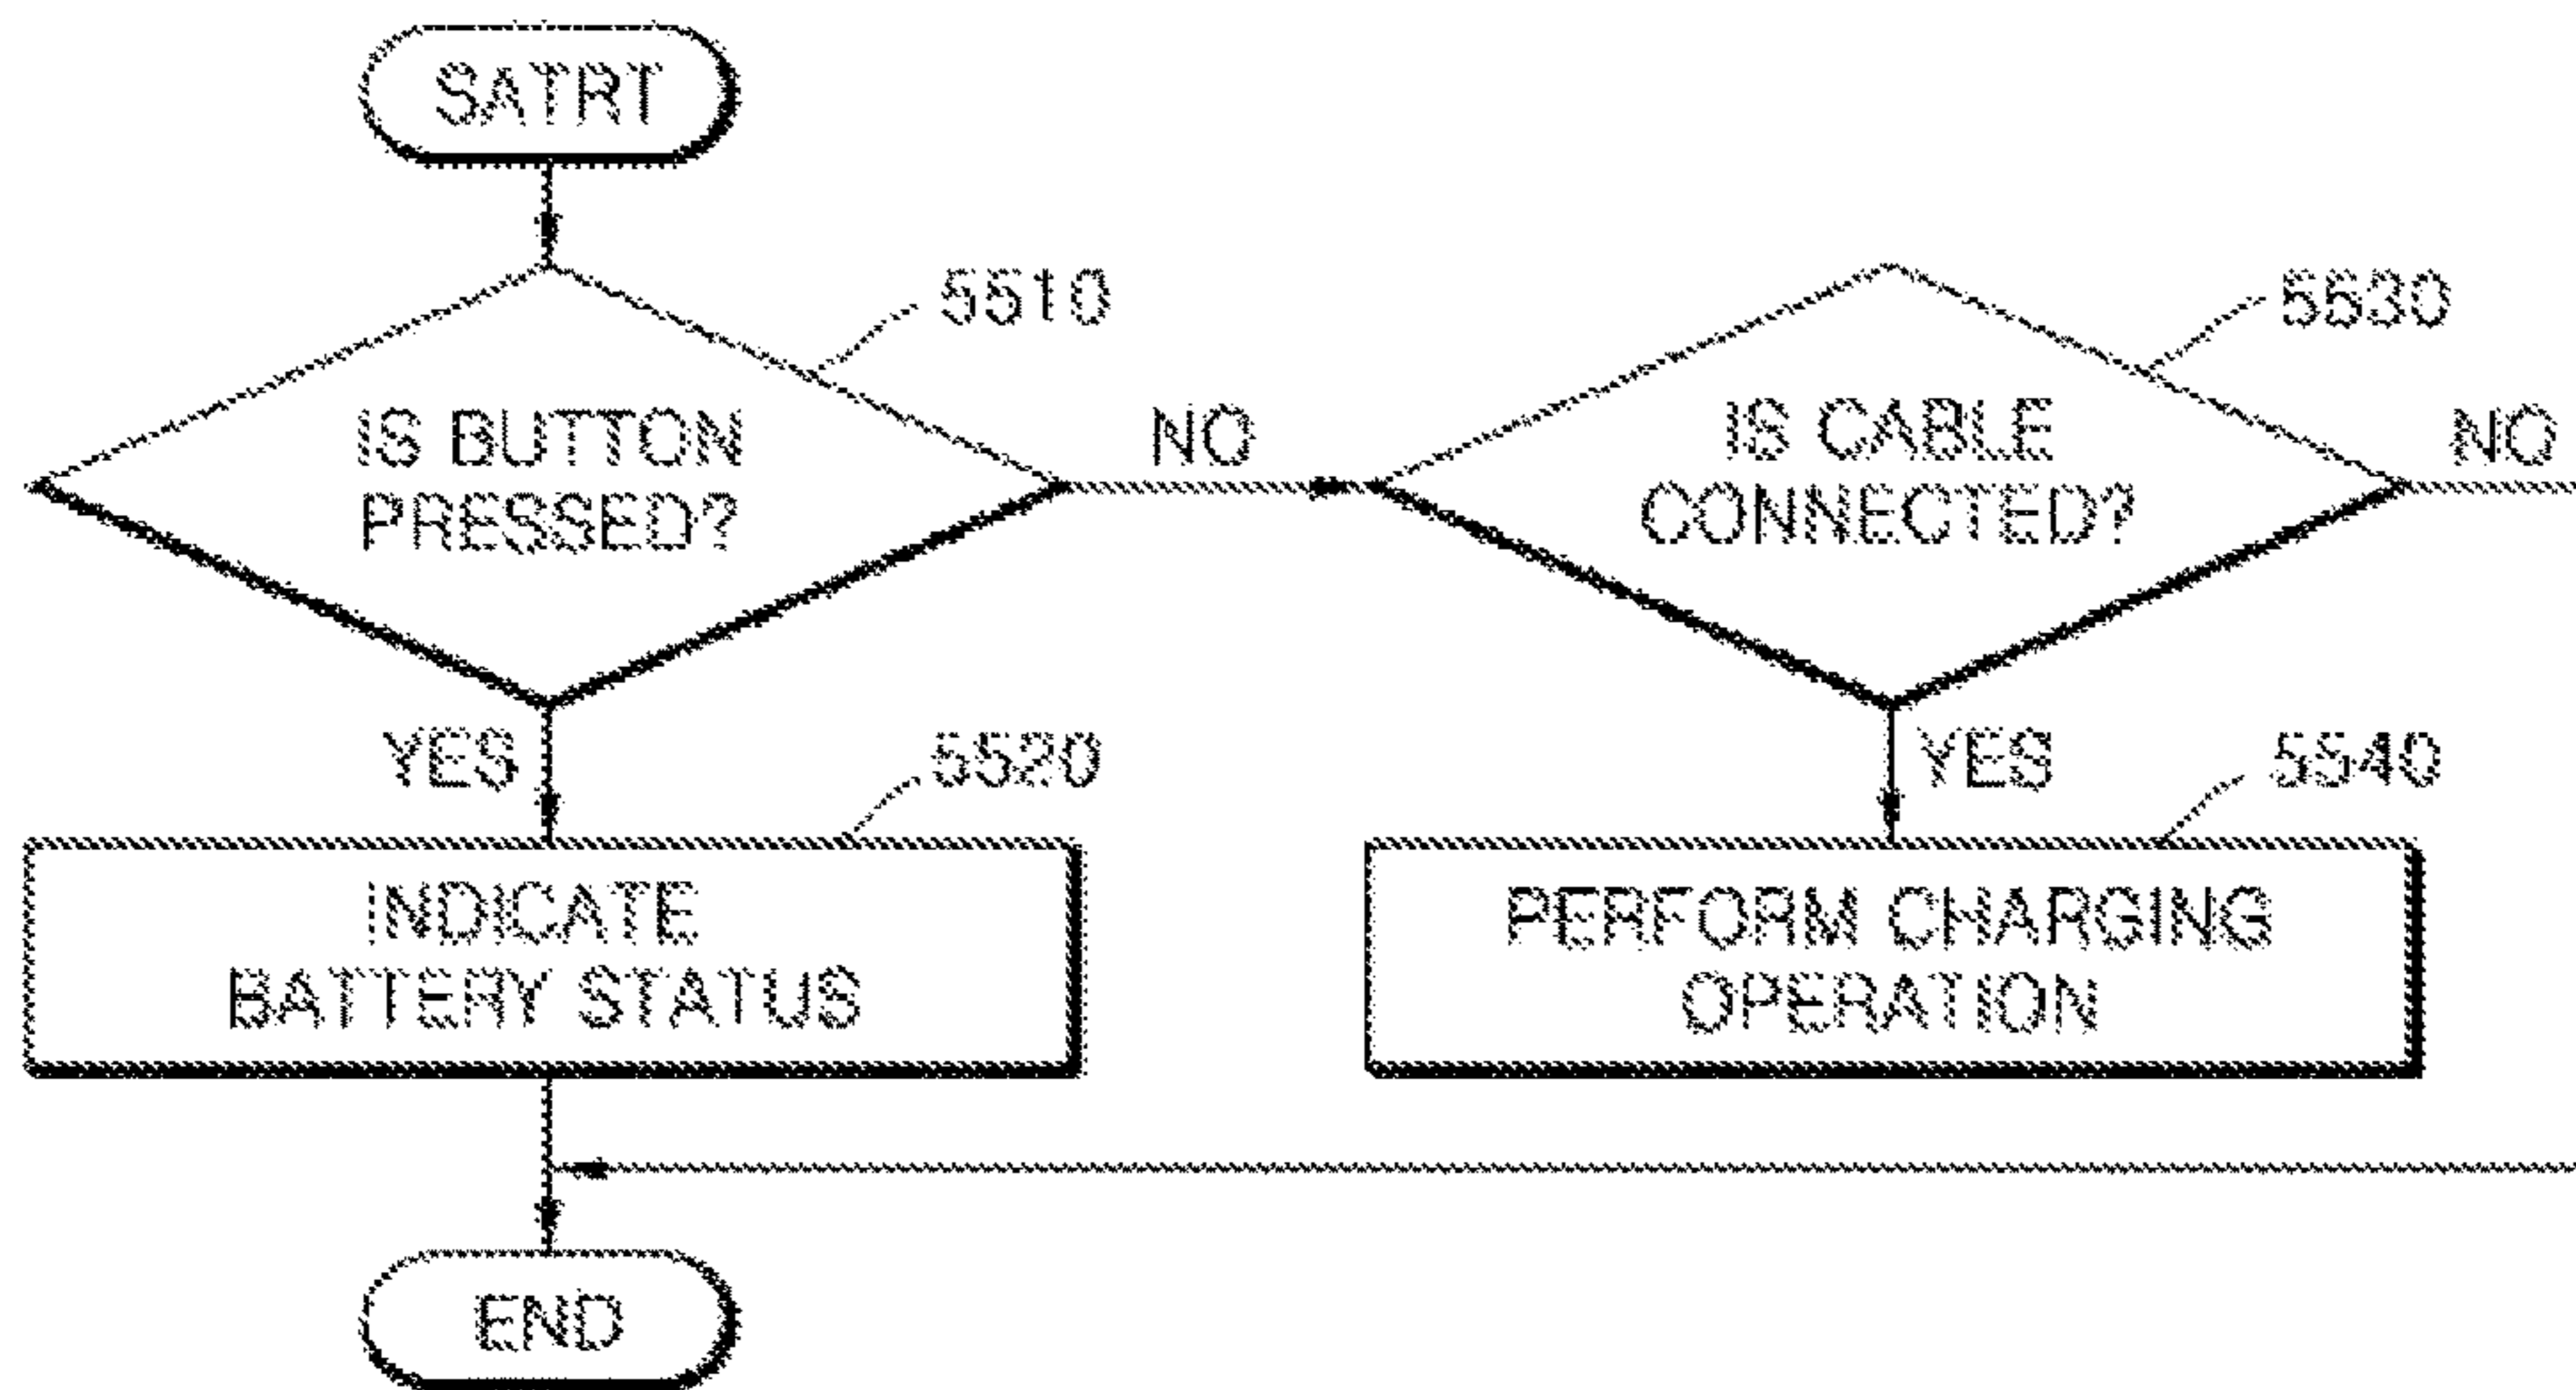 SATRT
5510
IS BUTTON
PRESSED?
NO
5530
IS CABLE
CONNECTED?
NO
YES
5520
INDICATE
BATTERY STATUS
YES
5540
PERFORM CHARGING
OPERATION
END